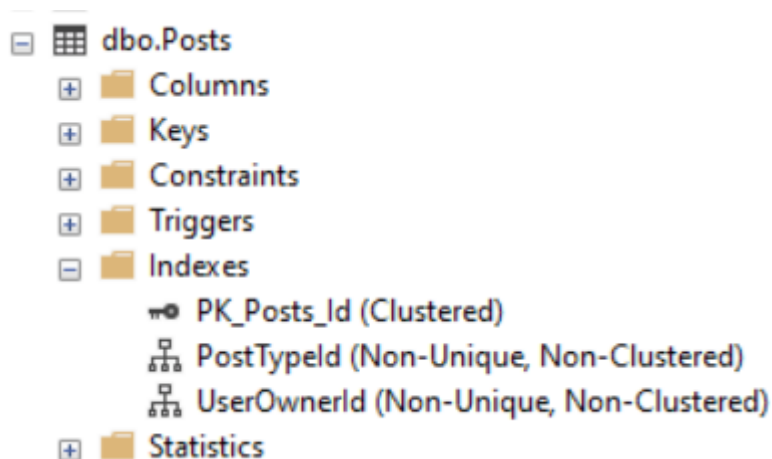 dbo.Posts
Columns
Keys
Constraints
Triggers
Indexes
PK_Posts_Id (Clustered)
PostTypeId (Non-Unique, Non-Clustered)
UserOwnerId (Non-Unique, Non-Clustered)
Statistics